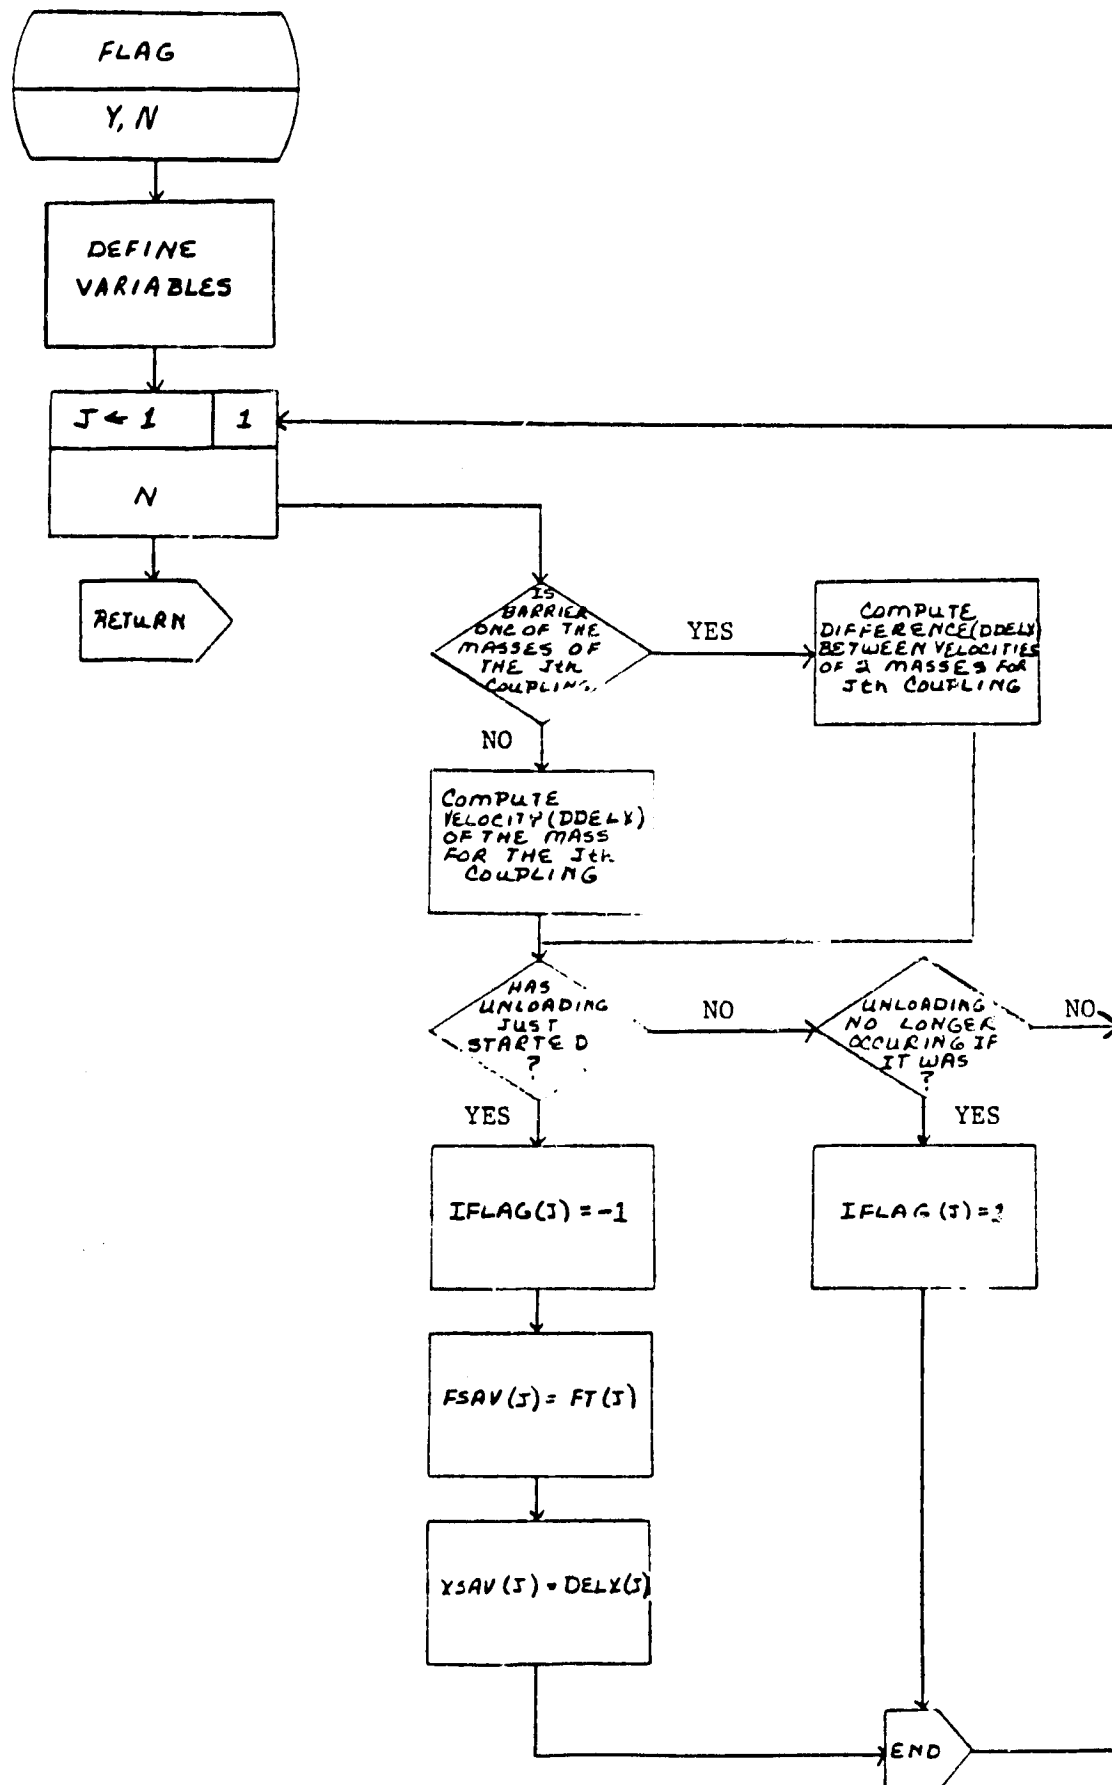 FLAG
Y, N
DEFINE
VARIABLES
J ← 1
1
N
RETURN
IS
BARRIER
ONE OF THE
MASSES OF
THE Jth
COUPLING
YES
COMPUTE
DIFFERENCE(DDELX)
BETWEEN VELOCITIES
OF 2 MASSES FOR
Jth COUPLING
NO
COMPUTE
VELOCITY(DDELX)
OF THE MASS
FOR THE Jth
COUPLING
HAS
UNLOADING
JUST
STARTED
?
NO
UNLOADING
NO LONGER
OCCURING IF
IT WAS
?
NO
YES
YES
IFLAG(J) = -1
IFLAG(J) = 1
FSAV(J) = FT(J)
XSAV(J) = DELX(J)
END